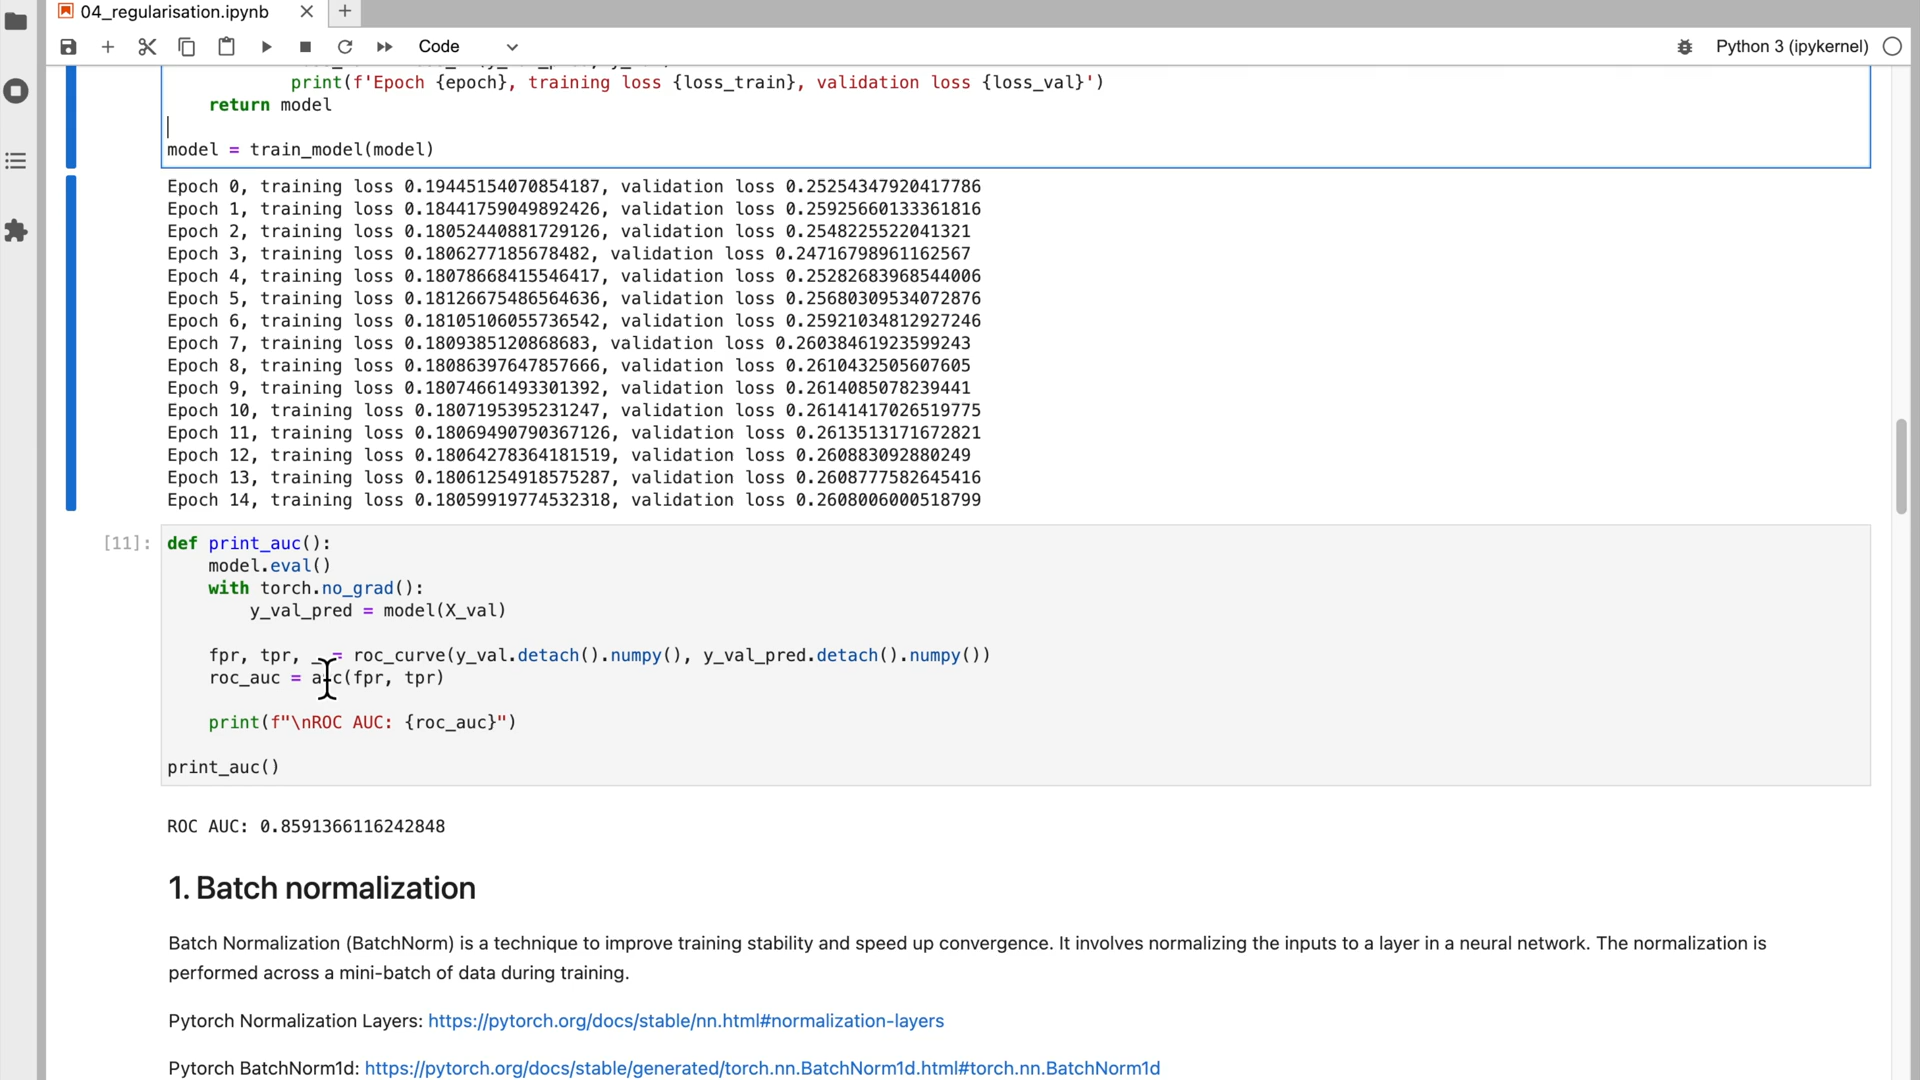 04_regularisation.ipynb
Code
Python 3 (ipykernel)
print(f'Epoch {epoch}, training loss {loss_train}, validation loss {loss_val}')
return model
model = train_model(model)
Epoch 0, training loss 0.19445154070854187, validation loss 0.25254347920417786
Epoch 1, training loss 0.18441759049892426, validation loss 0.25925660133361816
Epoch 2, training loss 0.18052440881729126, validation loss 0.2548225522041321
Epoch 3, training loss 0.1806277185678482, validation loss 0.24716798961162567
Epoch 4, training loss 0.18078668415546417, validation loss 0.25282683968544006
Epoch 5, training loss 0.18126675486564636, validation loss 0.25680309534072876
Epoch 6, training loss 0.18105106055736542, validation loss 0.25921034812927246
Epoch 7, training loss 0.1809385120868683, validation loss 0.26038461923599243
Epoch 8, training loss 0.18086397647857666, validation loss 0.2610432505607605
Epoch 9, training loss 0.18074661493301392, validation loss 0.2614085078239441
Epoch 10, training loss 0.1807195395231247, validation loss 0.26141417026519775
Epoch 11, training loss 0.18069490790367126, validation loss 0.2613513171672821
Epoch 12, training loss 0.18064278364181519, validation loss 0.260883092880249
Epoch 13, training loss 0.18061254918575287, validation loss 0.2608777582645416
Epoch 14, training loss 0.18059919774532318, validation loss 0.2608006000518799
[11]: def print_auc():
model.eval()
with torch.no_grad():
y_val_pred = model(X_val)
fpr, tpr, _ = roc_curve(y_val.detach().numpy(), y_val_pred.detach().numpy())
roc_auc = auc(fpr, tpr)
print(f"\nROC AUC: {roc_auc}")
print_auc()
ROC AUC: 0.8591366116242848
1. Batch normalization
Batch Normalization (BatchNorm) is a technique to improve training stability and speed up convergence. It involves normalizing the inputs to a layer in a neural network. The normalization is
performed across a mini-batch of data during training.
Pytorch Normalization Layers: https://pytorch.org/docs/stable/nn.html#normalization-layers
Pytorch BatchNorm1d: https://pytorch.org/docs/stable/generated/torch.nn.BatchNorm1d.html#torch.nn.BatchNorm1d